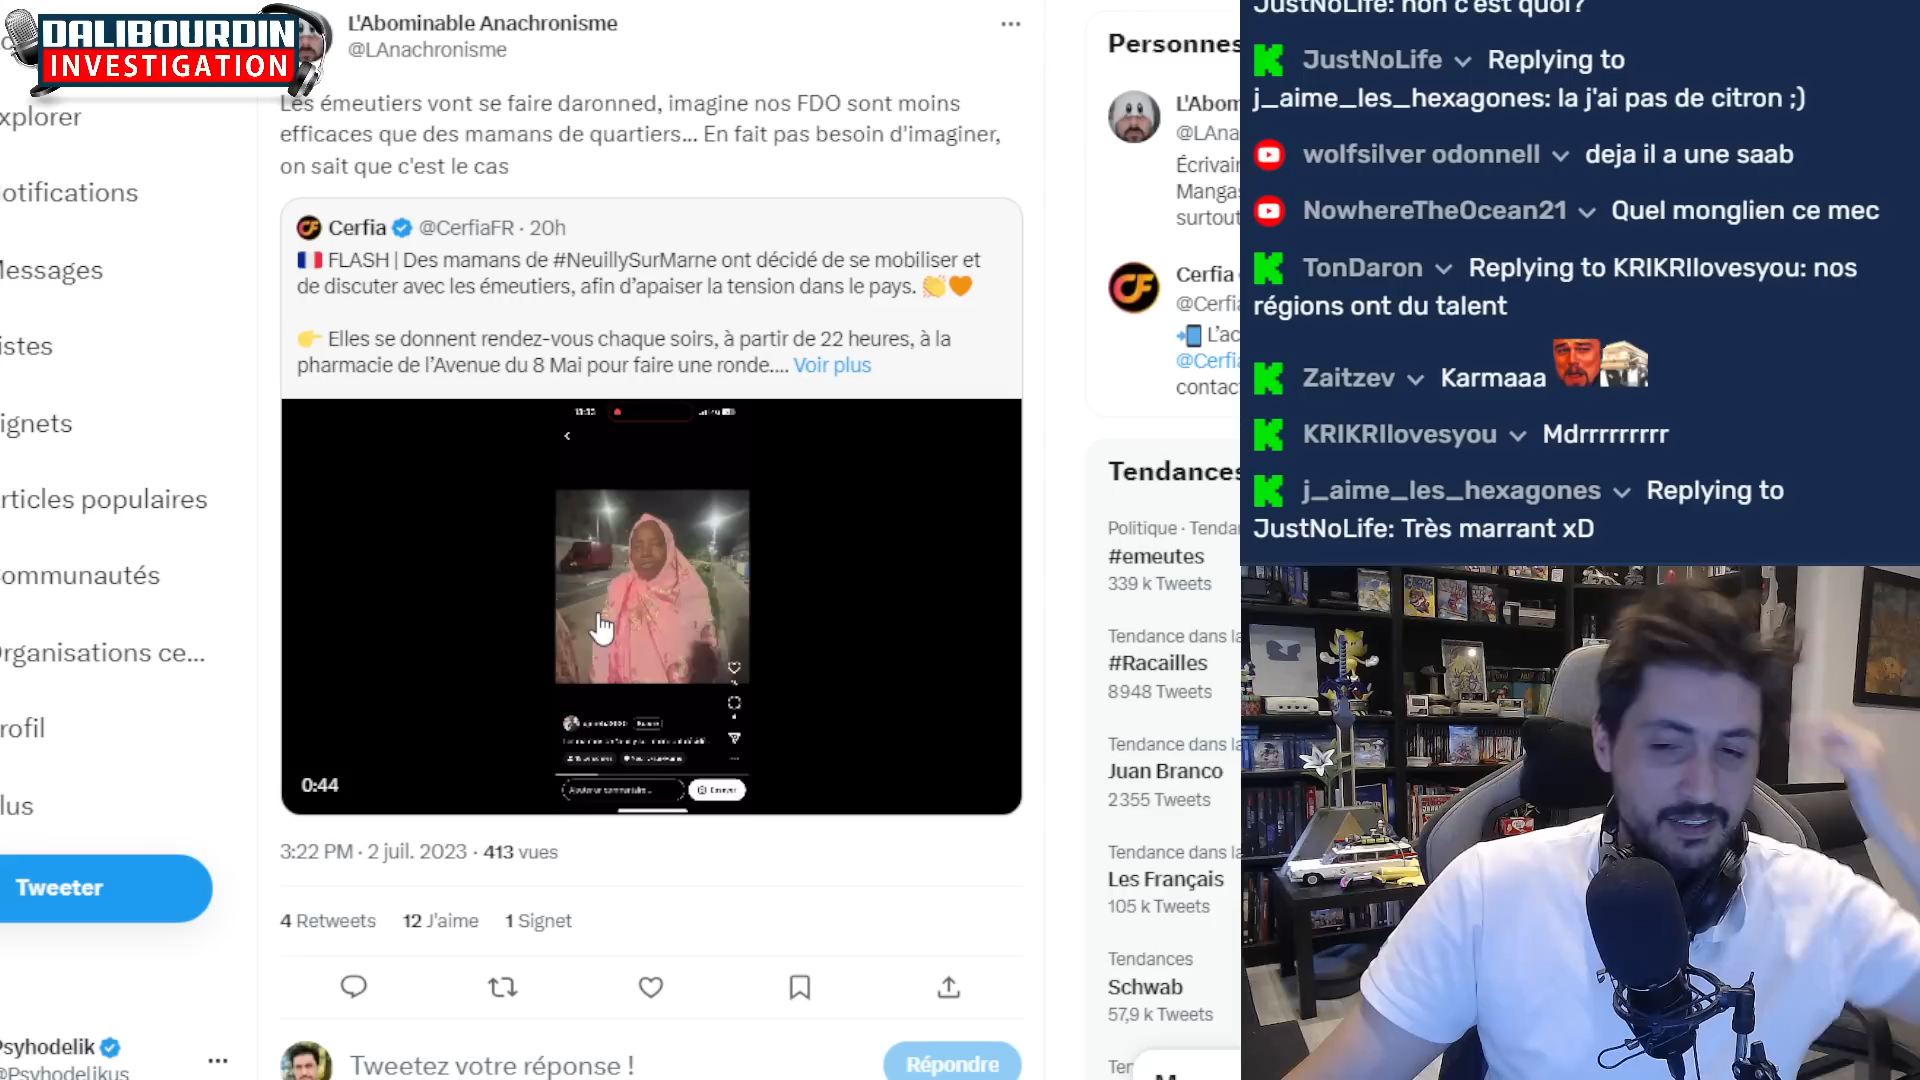 DALIBOURDIN
INVESTIGATION
xplorer
otifications
essages
istes
ignets
rticles populaires
ommunautés
rganisations ce...
rofil
lus
Tweeter
syhodelik
@Psyhodelikus
L'Abominable Anachronisme
@LAnachronisme
Les émeutiers vont se faire daronned, imagine nos FDO sont moins
efficaces que des mamans de quartiers... En fait pas besoin d'imaginer,
on sait que c'est le cas
Cerfia @CerfiaFR · 20h
🇫🇷 FLASH | Des mamans de #NeuillySurMarne ont décidé de se mobiliser et
de discuter avec les émeutiers, afin d’apaiser la tension dans le pays. 👏🧡
👉 Elles se donnent rendez-vous chaque soirs, à partir de 22 heures, à la
pharmacie de l’Avenue du 8 Mai pour faire une ronde.... Voir plus
0:44
3:22 PM · 2 juil. 2023 · 413 vues
4 Retweets 12 J'aime 1 Signet
Tweetez votre réponse !
Répondre
Personnes
L'Abom
@LAna
Écrivain
Mangas
surtout
Cerfia
@Cerfia
L’ac
@Cerfi
contac
Tendances
Politique · Tenda
#emeutes
339 k Tweets
Tendance dans la
#Racailles
8 948 Tweets
Tendance dans la
Juan Branco
2 355 Tweets
Tendance dans la
Les Français
105 k Tweets
Tendances
Schwab
57,9 k Tweets
JustNoLife: non c'est quoi?
JustNoLife Replying to
j_aime_les_hexagones: la j'ai pas de citron ;)
wolfsilver odonnell deja il a une saab
NowhereTheOcean21 Quel monglien ce mec
TonDaron Replying to KRIKRIlovesyou: nos
régions ont du talent
Zaitzev Karmaaa
KRIKRIlovesyou Mdrrrrrrrrr
j_aime_les_hexagones Replying to
JustNoLife: Très marrant xD